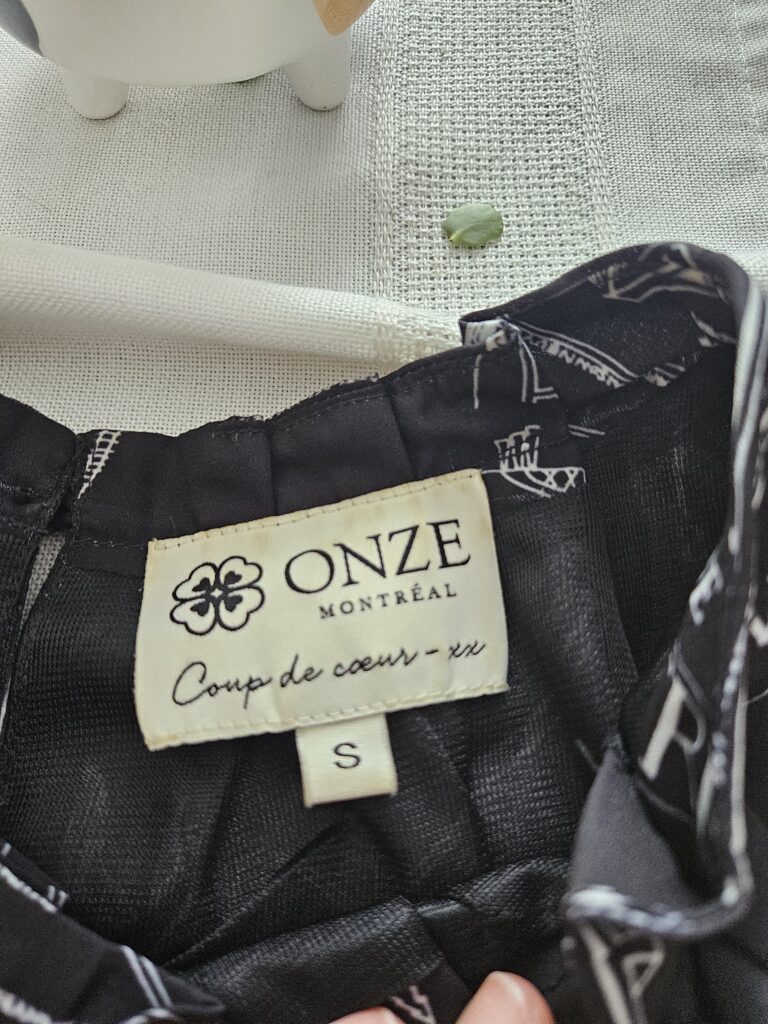 ONZE
MONTRÉAL
Coup de cœur - xx
S